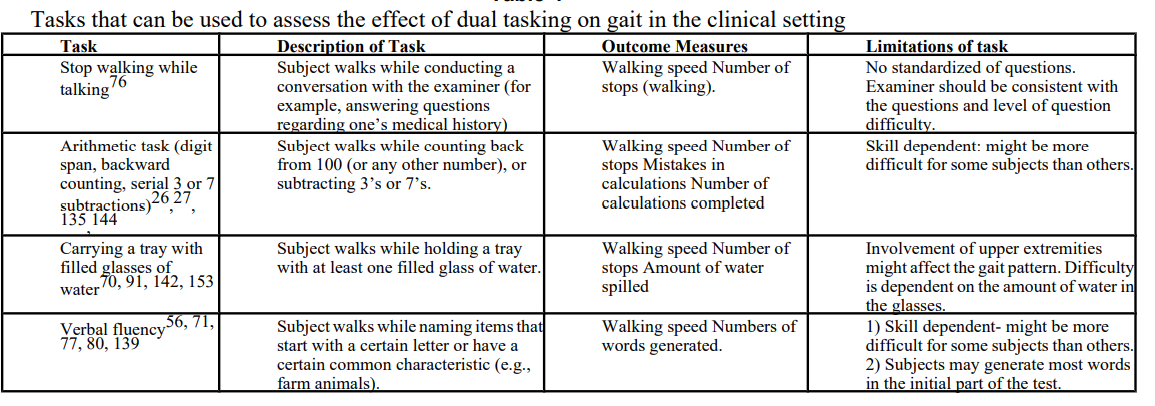 Tasks that can be used to assess the effect of dual tasking on gait in the clinical setting
Task Description of Task Outcome Measures Limitations of task
Stop walking while
talking76
Subject walks while conducting a
conversation with the examiner (for
example, answering questions
regarding one's medical history)
Walking speed Number of
stops (walking).
No standardized of questions.
Examiner should be consistent with
the questions and level of question
difficulty.
Arithmetic task (digit
span, backward
counting, serial 3 or 7
subtractions)26, 27,
135 144
,
Subject walks while counting back
from 100 (or any other number), or
subtracting 3's or 7's.
Walking speed Number of
stops Mistakes in
calculations Number of
calculations completed
Skill dependent: might be more
difficult for some subjects than others.
Carrying a tray with
filled glasses of
water70, 91, 142, 153
Subject walks while holding a tray
with at least one filled glass of water.
Walking speed Number of
stops Amount of water
spilled
Involvement of upper extremities
might affect the gait pattern. Difficulty
is dependent on the amount of water in
the glasses.
Verbal fluency56, 71,
77, 80, 139
Subject walks while naming items that
start with a certain letter or have a
certain common characteristic (e.g.,
farm animals).
Walking speed Numbers of
words generated.
1) Skill dependent- might be more
difficult for some subjects than others.
2) Subjects may generate most words
in the initial part of the test.